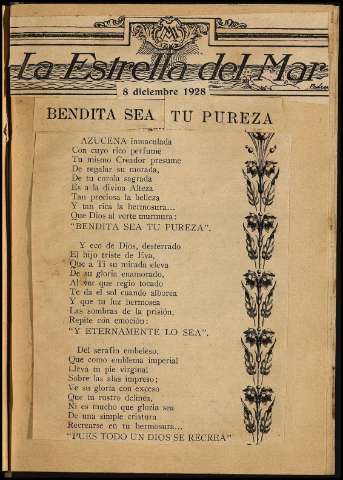 La Estrella del Mar
8 diciembre 1928
BENDITA SEA TU PUREZA
AZUCENA inmaculada
Con cuyo rico perfume
Tu mismo Creador presume
De regalar su morada,
De tu corola sagrada
Es a la divina Alteza
Tan preciosa la belleza
Y tan rica la hermosura...
Que Dios al verte murmura:
"BENDITA SEA TU PUREZA".
Y eco de Dios, desterrado
El hijo triste de Eva,
Que a Ti su mirada eleva
De su gloria enamorado,
Al ver que regio tocado
Te da el sol cuando alborea
Y que tu luz hermosea
Las sombras de la prisión,
Repite con emoción:
"Y ETERNAMENTE LO SEA".
Del serafín embeleso,
Que como emblema imperial
Lleva tu pie virginal
Sobre las alas impreso;
Ve su gloria con exceso
Que tu rostro delinea,
Ni es mucho que gloria sea
De una simple criatura
Recrearse en tu hermosura...
"PUES TODO UN DIOS SE RECREA"